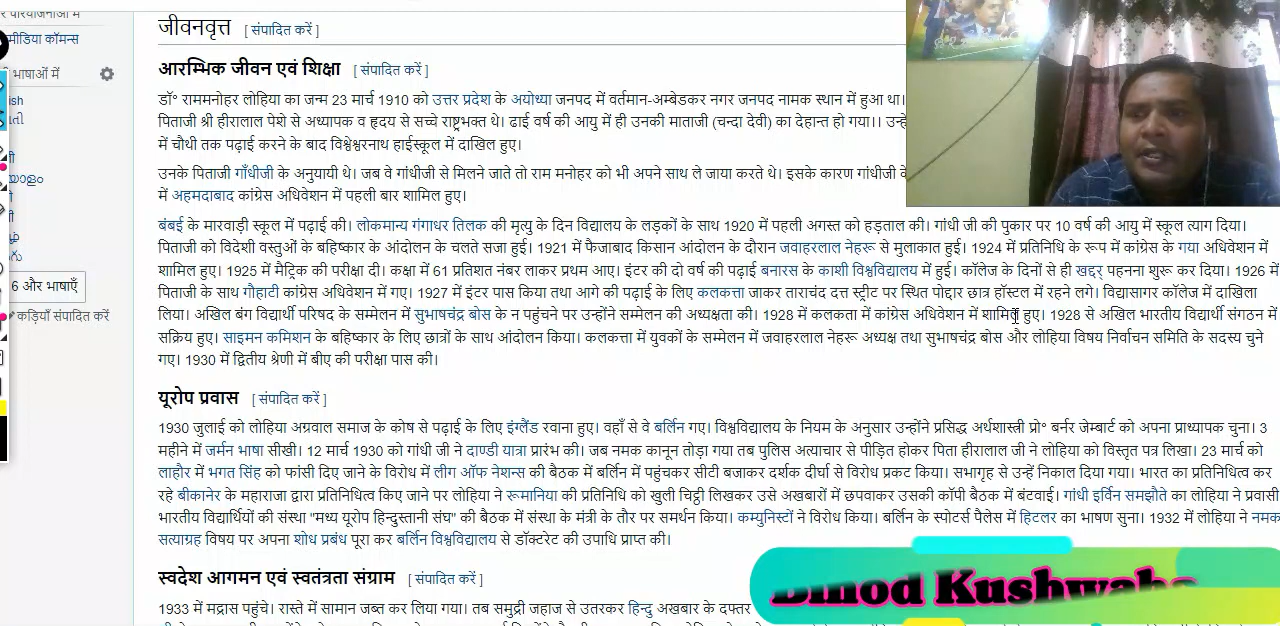 मीडिया कॉमन्स
भाषाओं में
6 और भाषाएँ
कड़ियाँ संपादित करें
जीवनवृत्त [ संपादित करें ]
आरम्भिक जीवन एवं शिक्षा [ संपादित करें ]
डॉ० राममनोहर लोहिया का जन्म 23 मार्च 1910 को उत्तर प्रदेश के अयोध्या जनपद में वर्तमान-अम्बेडकर नगर जनपद नामक स्थान में हुआ था।
पिताजी श्री हीरालाल पेशे से अध्यापक व हृदय से सच्चे राष्ट्रभक्त थे। ढाई वर्ष की आयु में ही उनकी माताजी (चन्दा देवी) का देहान्त हो गया।। उन्हे
में चौथी तक पढ़ाई करने के बाद विश्वेश्वरनाथ हाईस्कूल में दाखिल हुए।
उनके पिताजी गाँधीजी के अनुयायी थे। जब वे गांधीजी से मिलने जाते तो राम मनोहर को भी अपने साथ ले जाया करते थे। इसके कारण गांधीजी के
में अहमदाबाद कांग्रेस अधिवेशन में पहली बार शामिल हुए।
बंबई के मारवाड़ी स्कूल में पढ़ाई की। लोकमान्य गंगाधर तिलक की मृत्यु के दिन विद्यालय के लड़कों के साथ 1920 में पहली अगस्त को हड़ताल की। गांधी जी की पुकार पर 10 वर्ष की आयु में स्कूल त्याग दिया।
पिताजी को विदेशी वस्तुओं के बहिष्कार के आंदोलन के चलते सजा हुई। 1921 में फैजाबाद किसान आंदोलन के दौरान जवाहरलाल नेहरू से मुलाकात हुई। 1924 में प्रतिनिधि के रूप में कांग्रेस के गया अधिवेशन में
शामिल हुए। 1925 में मैट्रिक की परीक्षा दी। कक्षा में 61 प्रतिशत नंबर लाकर प्रथम आए। इंटर की दो वर्ष की पढ़ाई बनारस के काशी विश्वविद्यालय में हुई। कॉलेज के दिनों से ही खद्दर् पहनना शुरू कर दिया। 1926 में
पिताजी के साथ गौहाटी कांग्रेस अधिवेशन में गए। 1927 में इंटर पास किया तथा आगे की पढ़ाई के लिए कलकत्ता जाकर ताराचंद दत्त स्ट्रीट पर स्थित पोद्दार छात्र हॉस्टल में रहने लगे। विद्यासागर कॉलेज में दाखिला
लिया। अखिल बंग विद्यार्थी परिषद के सम्मेलन में सुभाषचंद्र बोस के न पहुंचने पर उन्होंने सम्मेलन की अध्यक्षता की। 1928 में कलकता में कांग्रेस अधिवेशन में शामिल हुए। 1928 से अखिल भारतीय विद्यार्थी संगठन में
सक्रिय हुए। साइमन कमिशन के बहिष्कार के लिए छात्रों के साथ आंदोलन किया। कलकत्ता में युवकों के सम्मेलन में जवाहरलाल नेहरू अध्यक्ष तथा सुभाषचंद्र बोस और लोहिया विषय निर्वाचन समिति के सदस्य चुने
गए। 1930 में द्वितीय श्रेणी में बीए की परीक्षा पास की।
यूरोप प्रवास [ संपादित करें ]
1930 जुलाई को लोहिया अग्रवाल समाज के कोष से पढ़ाई के लिए इंग्लैंड रवाना हुए। वहाँ से वे बर्लिन गए। विश्वविद्यालय के नियम के अनुसार उन्होंने प्रसिद्ध अर्थशास्त्री प्रो० बर्नर जेम्बार्ट को अपना प्राध्यापक चुना। 3
महीने में जर्मन भाषा सीखी। 12 मार्च 1930 को गांधी जी ने दाण्डी यात्रा प्रारंभ की। जब नमक कानून तोड़ा गया तब पुलिस अत्याचार से पीड़ित होकर पिता हीरालाल जी ने लोहिया को विस्तृत पत्र लिखा। 23 मार्च को
लाहौर में भगत सिंह को फांसी दिए जाने के विरोध में लीग ऑफ नेशन्स की बैठक में बर्लिन में पहुंचकर सीटी बजाकर दर्शक दीर्घा से विरोध प्रकट किया। सभागृह से उन्हें निकाल दिया गया। भारत का प्रतिनिधित्व कर
रहे बीकानेर के महाराजा द्वारा प्रतिनिधित्व किए जाने पर लोहिया ने रूमानिया की प्रतिनिधि को खुली चिट्ठी लिखकर उसे अखबारों में छपवाकर उसकी कॉपी बैठक में बंटवाई। गांधी इर्विन समझौते का लोहिया ने प्रवासी
भारतीय विद्यार्थियों की संस्था "मध्य यूरोप हिन्दुस्तानी संघ" की बैठक में संस्था के मंत्री के तौर पर समर्थन किया। कम्युनिस्टों ने विरोध किया। बर्लिन के स्पोटर्स पैलेस में हिटलर का भाषण सुना। 1932 में लोहिया ने नमक
सत्याग्रह विषय पर अपना शोध प्रबंध पूरा कर बर्लिन विश्वविद्यालय से डॉक्टरेट की उपाधि प्राप्त की।
स्वदेश आगमन एवं स्वतंत्रता संग्राम [ संपादित करें ]
1933 में मद्रास पहुंचे। रास्ते में सामान जब्त कर लिया गया। तब समुद्री जहाज से उतरकर हिन्दु अखबार के दफ्तर
Binod Kushwaha